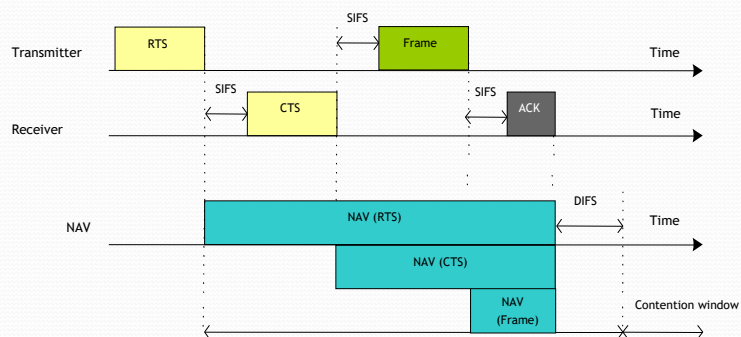 SIFS
RTS
Frame
Transmitter
Time
SIFS
SIFS
CTS
ACK
Time
Receiver
DIFS
NAV (RTS)
Time
NAV
NAV (CTS)
NAV
(Frame)
Contention window